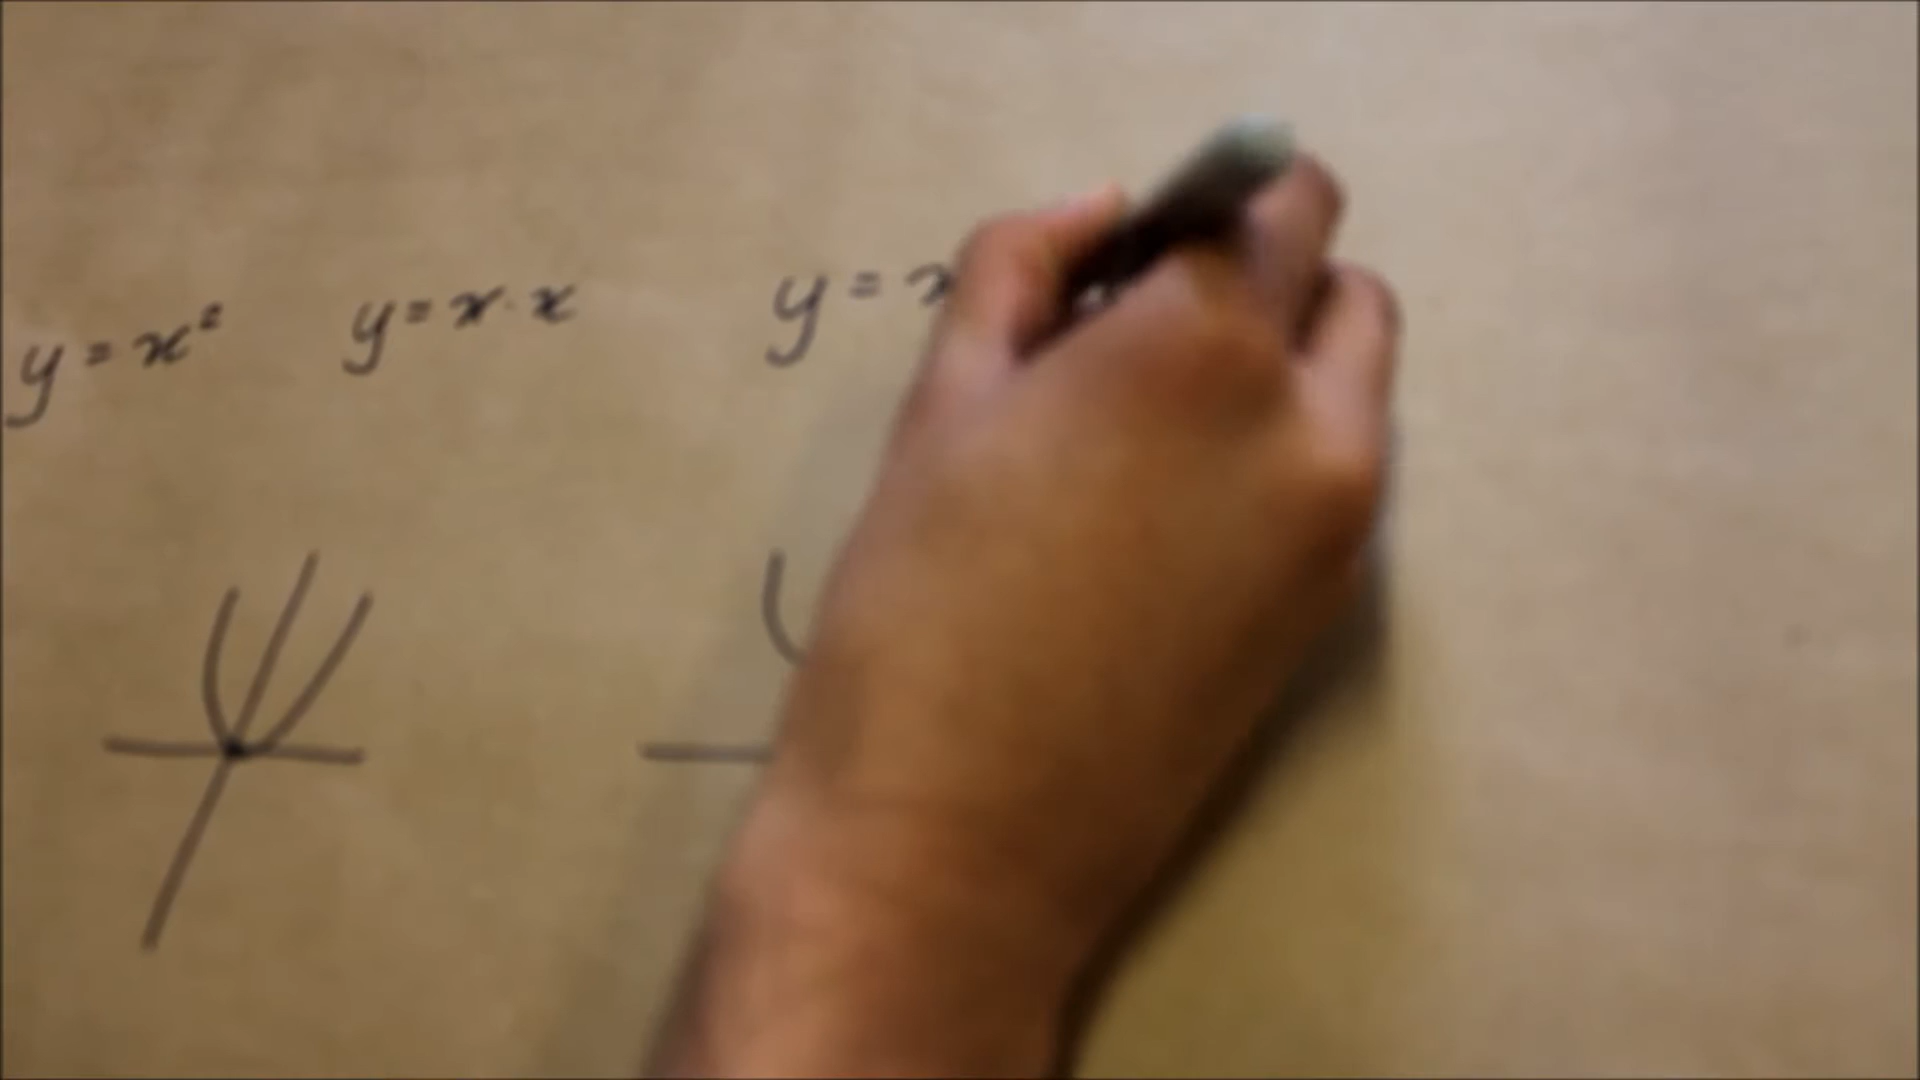 y = x² y = x · x y = x